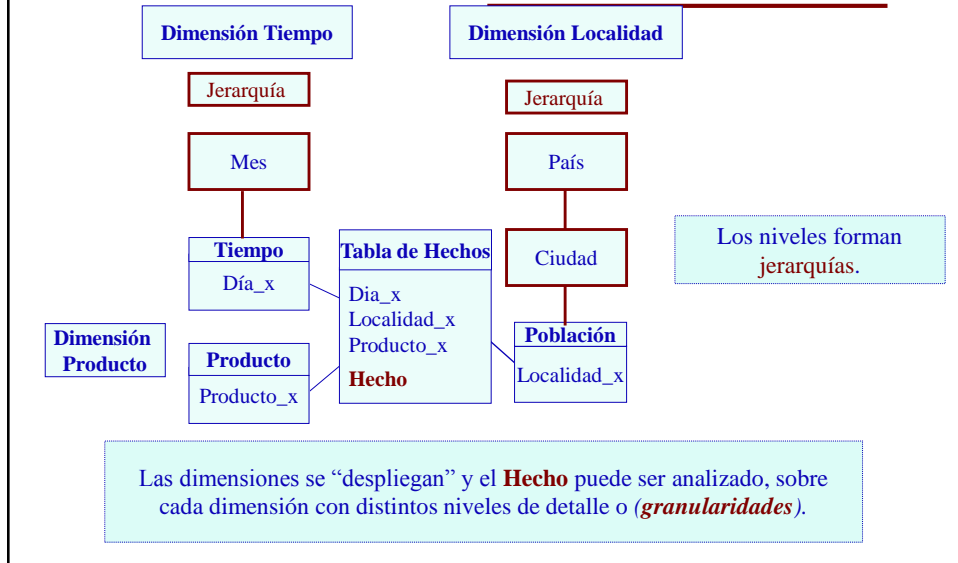 Dimensión Tiempo
Dimensión Localidad
Jerarquía
Jerarquía
Mes
País
Tiempo
Día_x
Tabla de Hechos
Dia_x
Localidad_x
Producto_x
Hecho
Ciudad
Los niveles forman
jerarquías.
Dimensión
Producto
Producto
Producto_x
Población
Localidad_x
Las dimensiones se “despliegan” y el Hecho puede ser analizado, sobre
cada dimensión con distintos niveles de detalle o (granularidades).